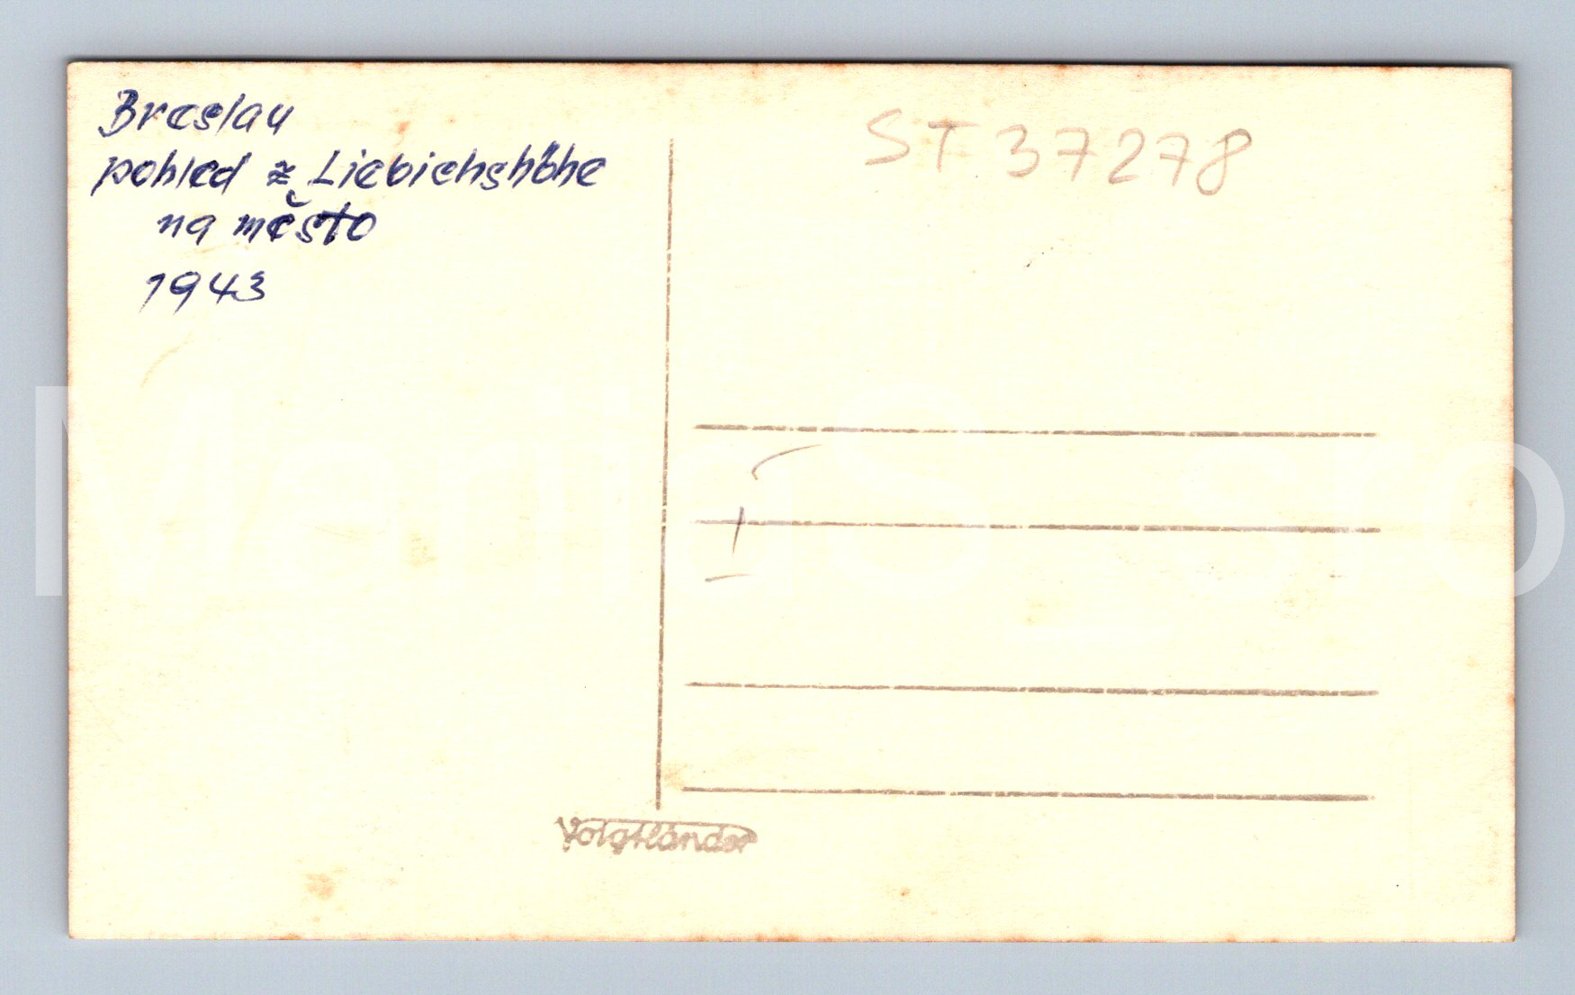 Breslau
pohled z Liebichshöhe
na město
1943
ST 37278
Voigtländer